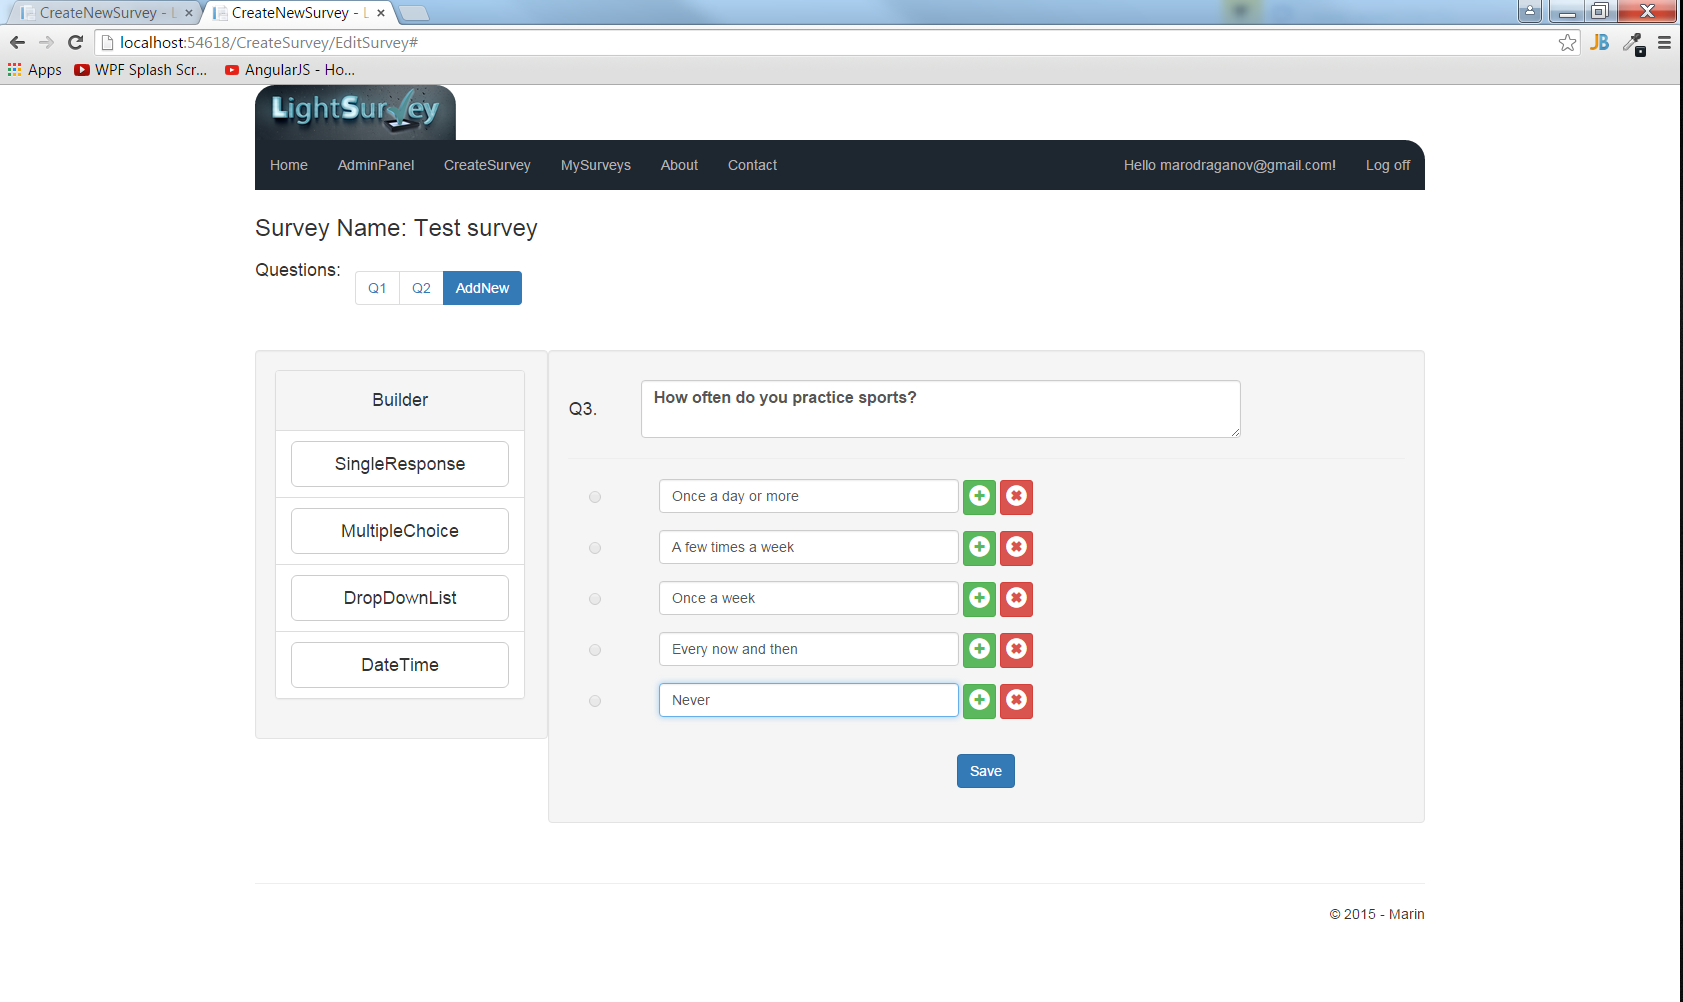 CreateNewSurvey - L
CreateNewSurvey - L
localhost:54618/CreateSurvey/EditSurvey#
JB
Apps
WPF Splash Scr...
AngularJS - Ho...
LightSurvey
Home
AdminPanel
CreateSurvey
MySurveys
About
Contact
Hello marodraganov@gmail.com!
Log off
Survey Name: Test survey
Questions:
Q1
Q2
AddNew
Builder
SingleResponse
MultipleChoice
DropDownList
DateTime
Q3.
How often do you practice sports?
Once a day or more
A few times a week
Once a week
Every now and then
Never
Save
© 2015 - Marin